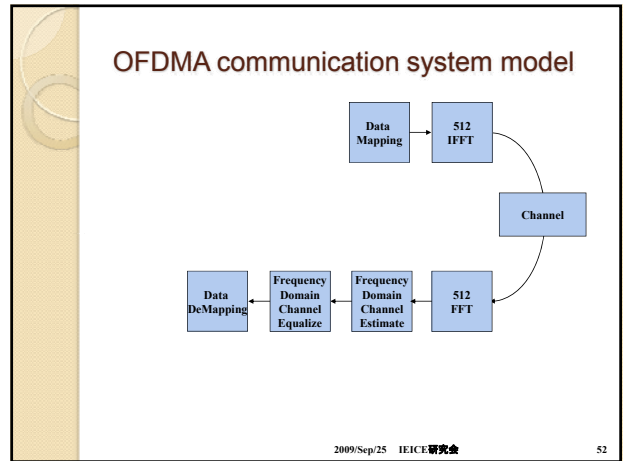 OFDMA communication system model
Data
Mapping
512
IFFT
Channel
512
FFT
Frequency
Domain
Channel
Estimate
Frequency
Domain
Channel
Equalize
Data
DeMapping
2009/Sep/25 IEICE研究会 52